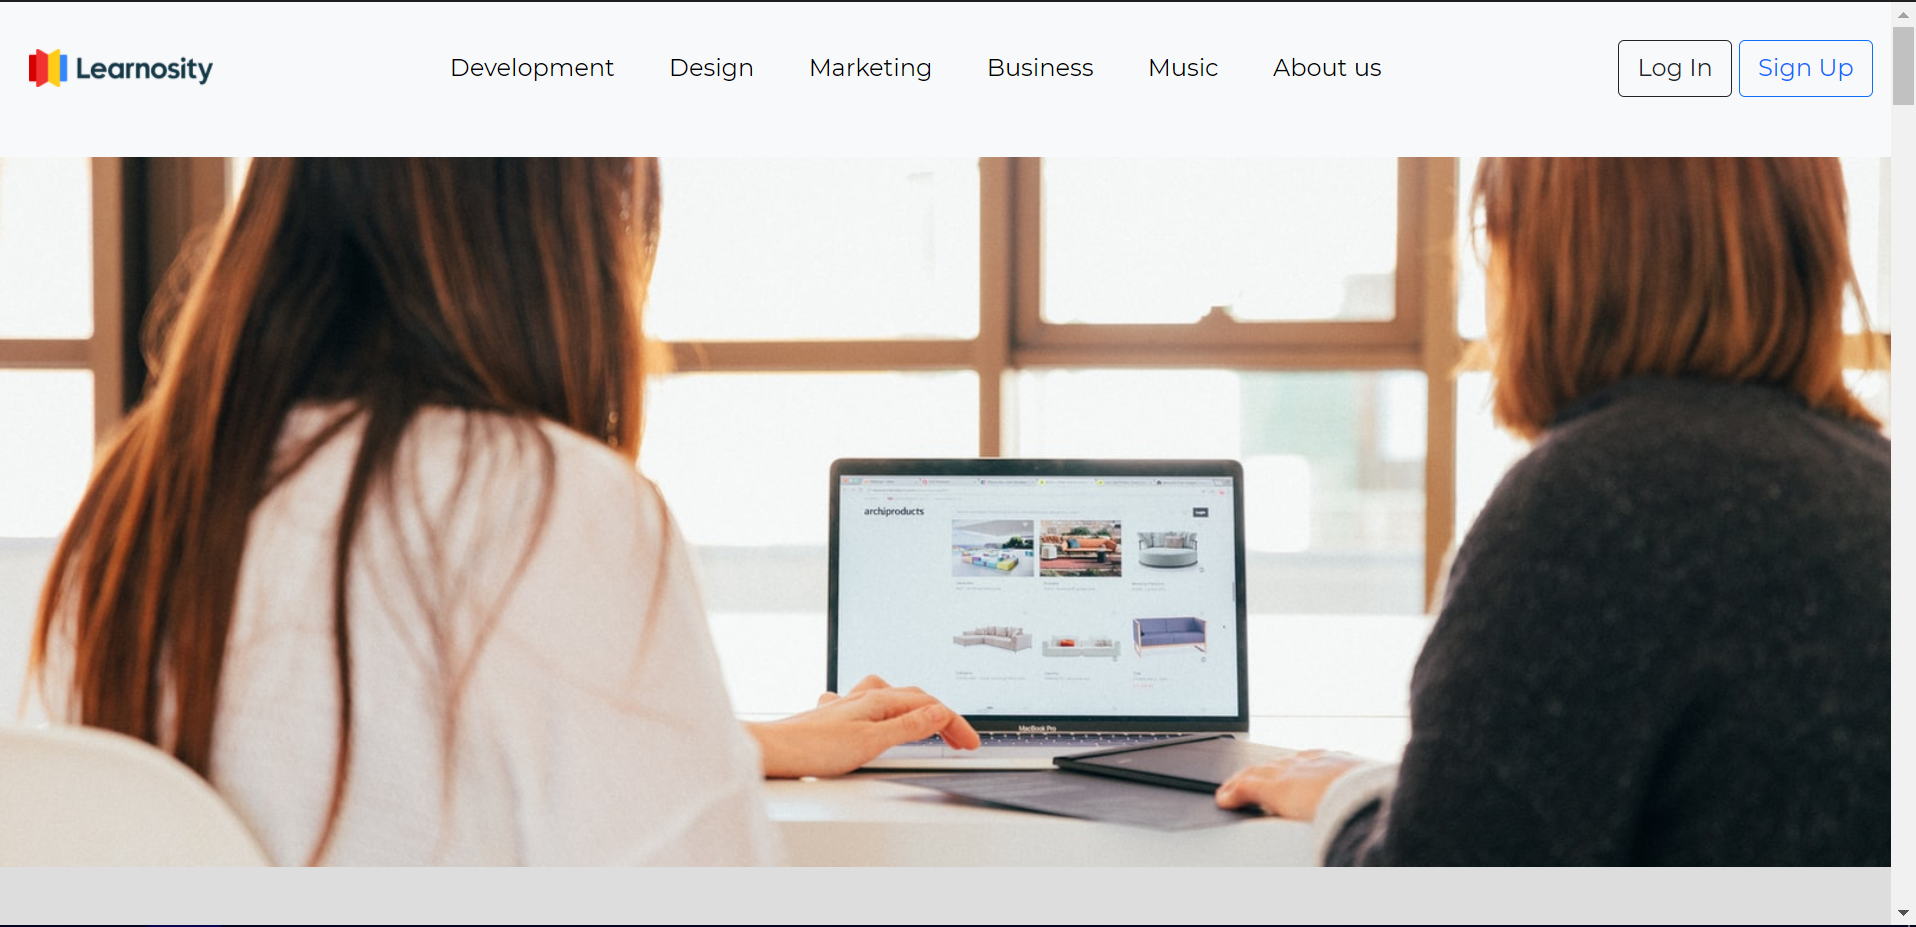 Learnosity
Development
Design
Marketing
Business
Music
About us
Log In
Sign Up
archiproducts
MacBook Pro